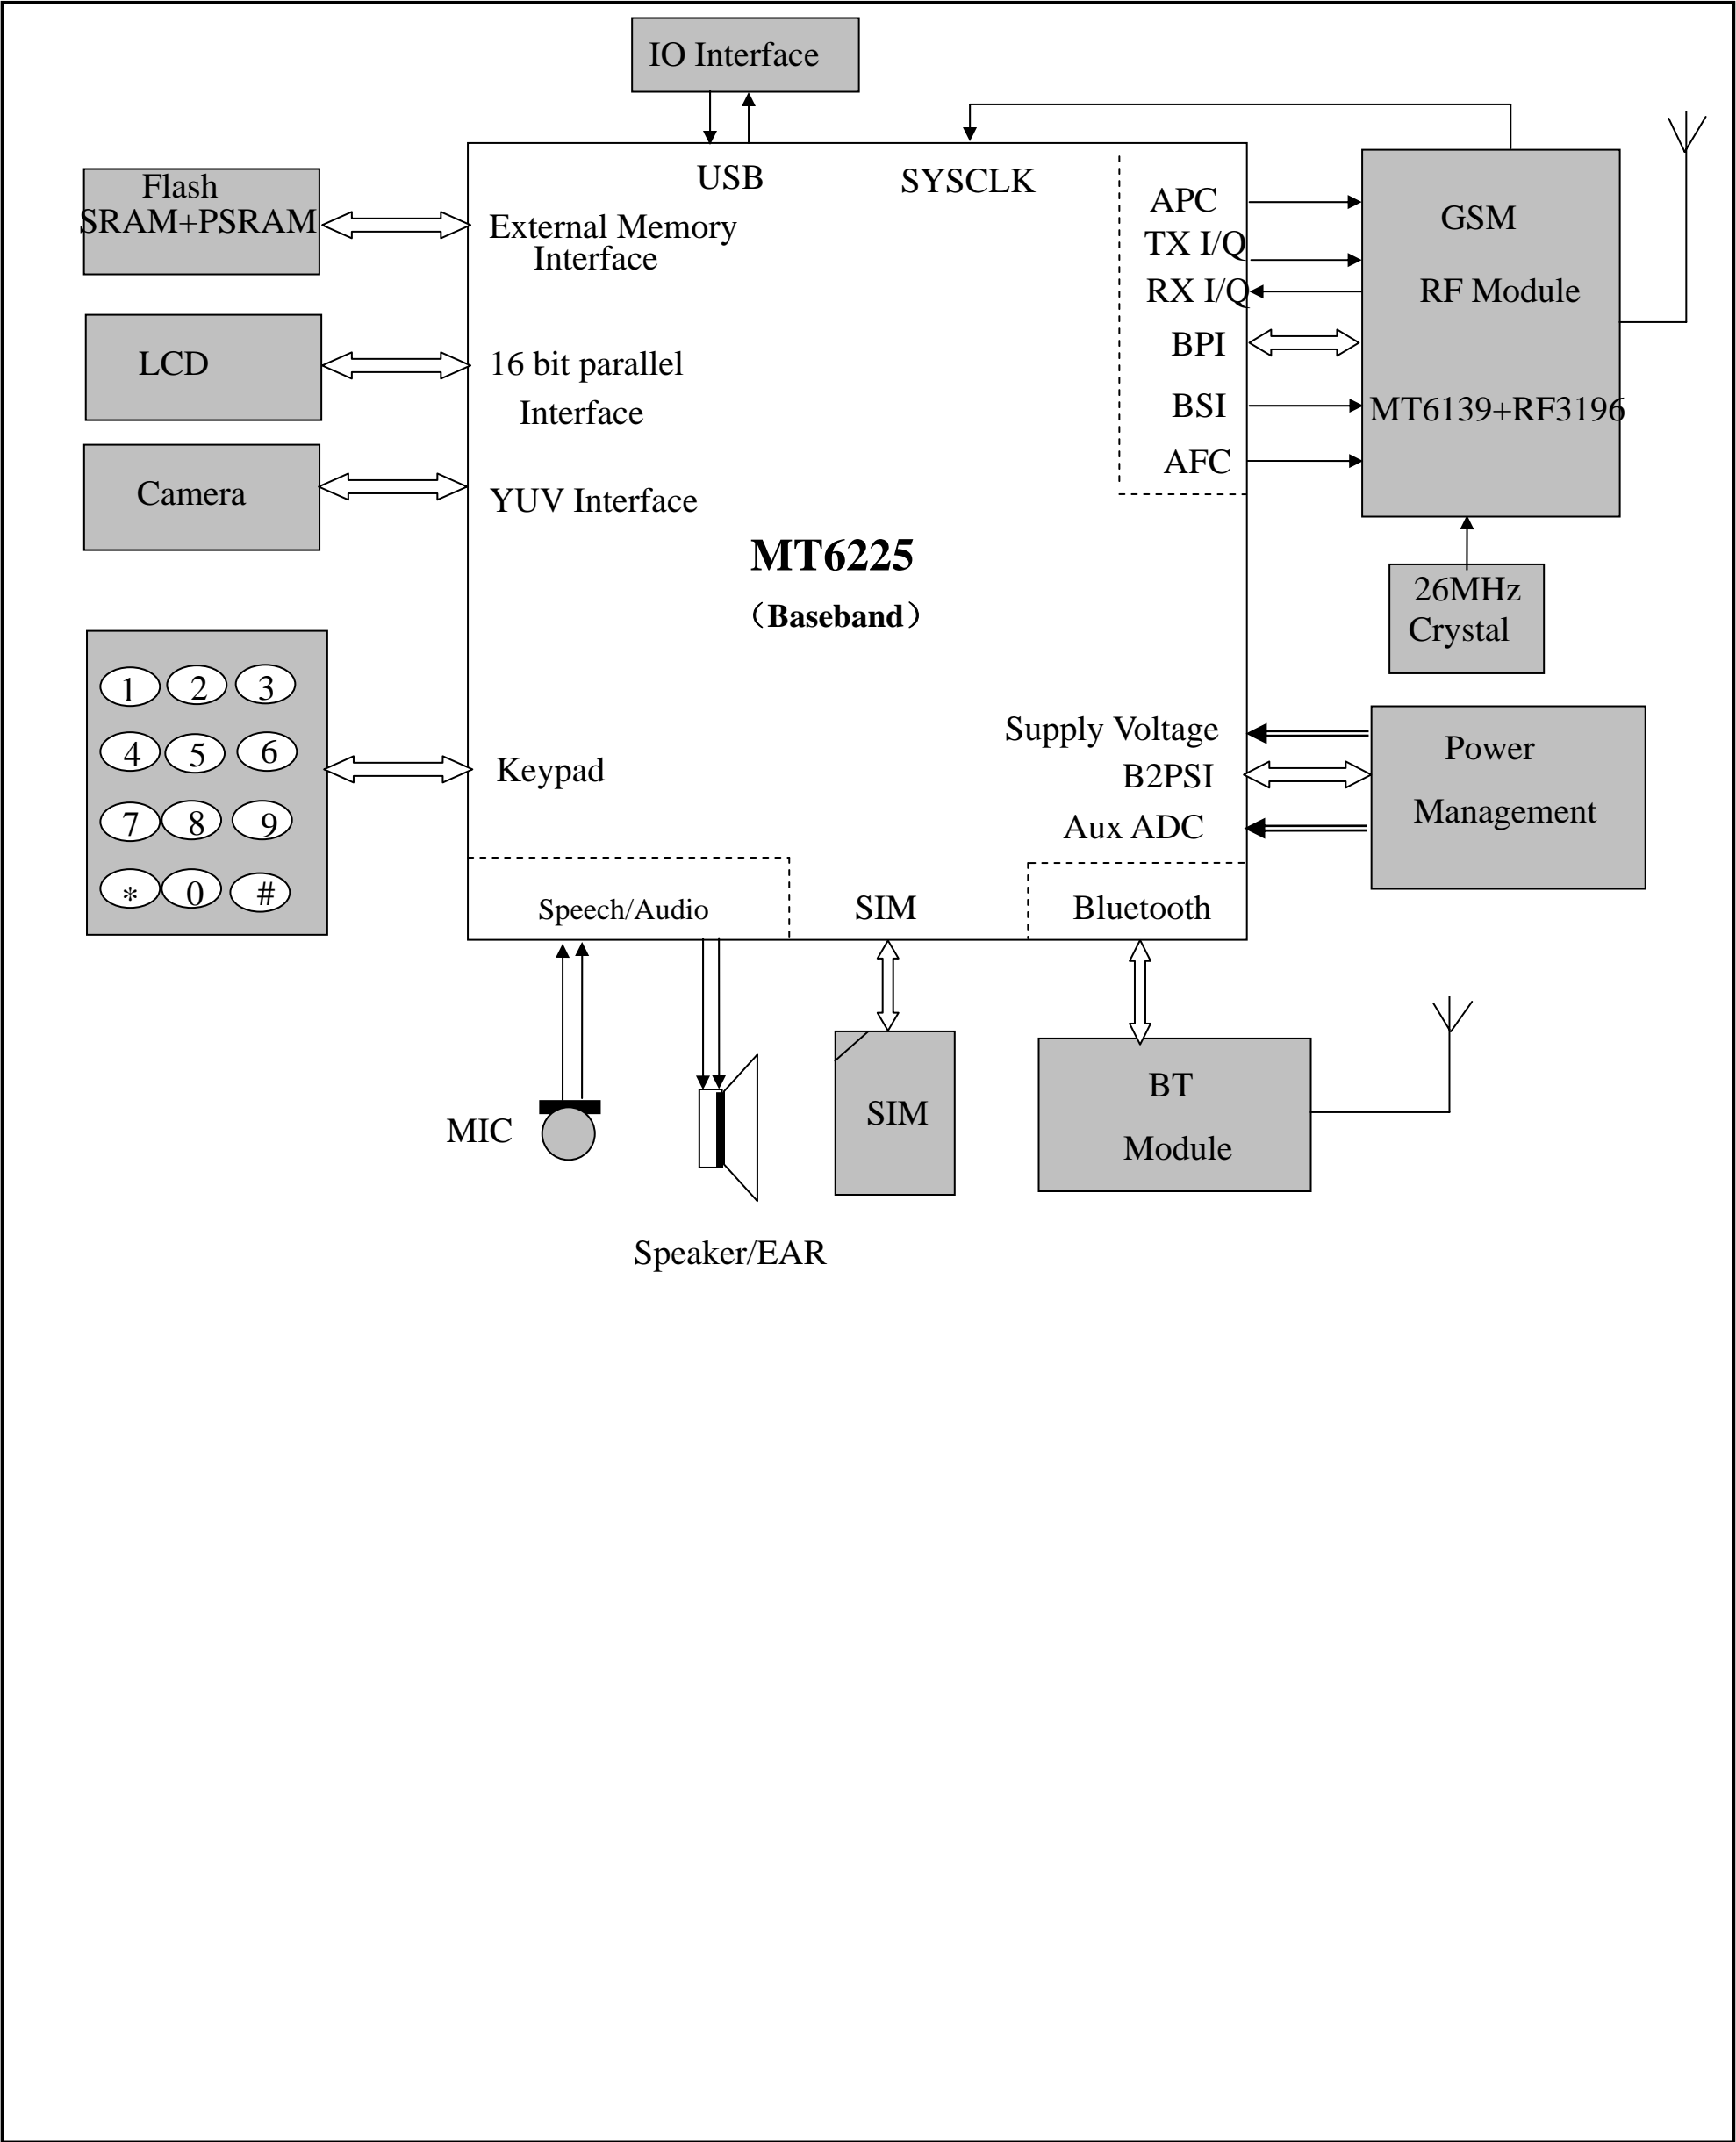 IO Interface
USB
SYSCLK
Flash
SRAM+PSRAM
External Memory
Interface
LCD
16 bit parallel
Interface
Camera
YUV Interface
MT6225
（Baseband）
APC
TX I/Q
RX I/Q
BPI
BSI
AFC
GSM
RF Module
MT6139+RF3196
26MHz
Crystal
1 2 3
4 5 6
7 8 9
* 0 #
Keypad
Supply Voltage
B2PSI
Aux ADC
Power
Management
Speech/Audio
SIM
Bluetooth
MIC
Speaker/EAR
SIM
BT
Module